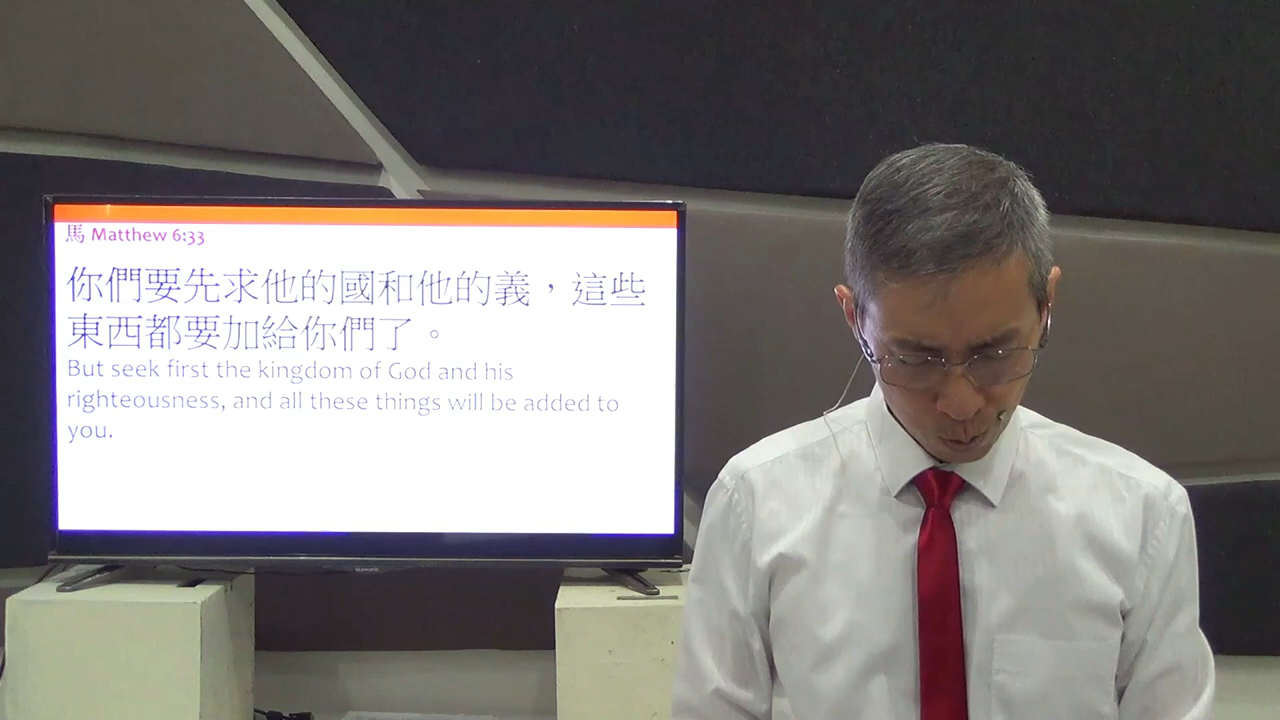 馬 Matthew 6:33
你們要先求他的國和他的義，這些
東西都要加給你們了。
But seek first the kingdom of God and his
righteousness, and all these things will be added to
you.
Skyworth